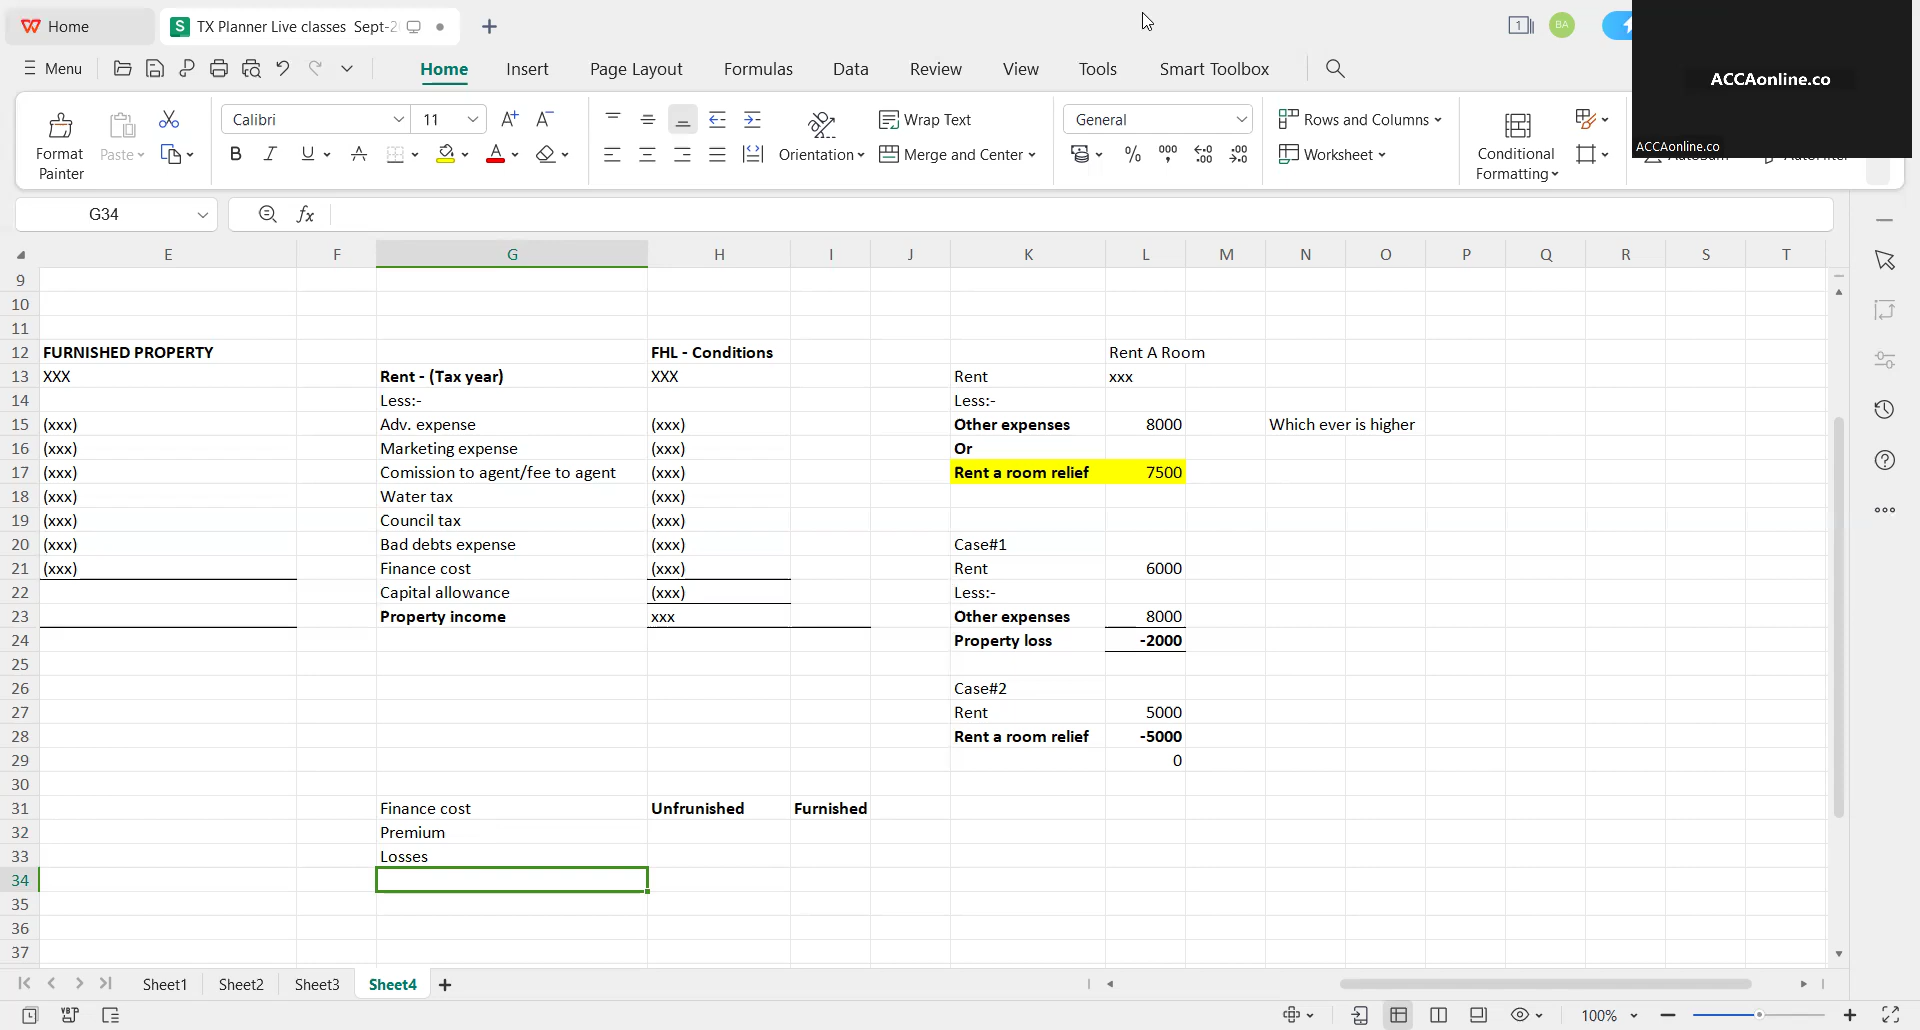 Home
TX Planner Live classes Sept-2
BA
ACCAonline.co
ACCAonline.co
Menu
Home Insert Page Layout Formulas Data Review View Tools Smart Toolbox
Format Painter
Paste
Calibri 11
Orientation
Wrap Text
Merge and Center
General
Rows and Columns
Worksheet
Conditional Formatting
G34
fx
E F G H I J K L M N O P Q R S T
9
10
11
12 FURNISHED PROPERTY FHL - Conditions Rent A Room
13 XXX Rent - (Tax year) XXX Rent xxx
14 Less:- Less:-
15 (xxx) Adv. expense (xxx) Other expenses 8000 Which ever is higher
16 (xxx) Marketing expense (xxx) Or
17 (xxx) Comission to agent/fee to agent (xxx) Rent a room relief 7500
18 (xxx) Water tax (xxx)
19 (xxx) Council tax (xxx)
20 (xxx) Bad debts expense (xxx) Case#1
21 (xxx) Finance cost (xxx) Rent 6000
22 Capital allowance (xxx) Less:-
23 Property income xxx Other expenses 8000
24 Property loss -2000
25
26 Case#2
27 Rent 5000
28 Rent a room relief -5000
29 0
30
31 Finance cost Unfrunished Furnished
32 Premium
33 Losses
34
35
36
37
Sheet1 Sheet2 Sheet3 Sheet4
100%